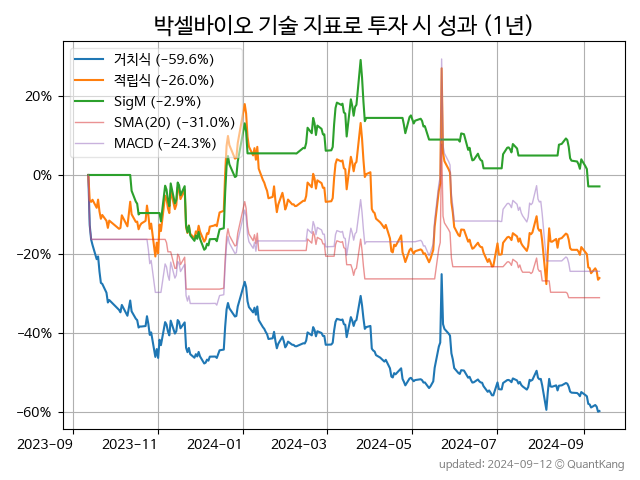 박셀바이오 기술 지표로 투자 시 성과 (1년)
거치식 (−59.6%)
적립식 (−26.0%)
SigM (−2.9%)
SMA(20) (−31.0%)
MACD (−24.3%)
20%
0%
−20%
−40%
−60%
2023-09 2023-11 2024-01 2024-03 2024-05 2024-07 2024-09
updated: 2024-09-12 © QuantKang